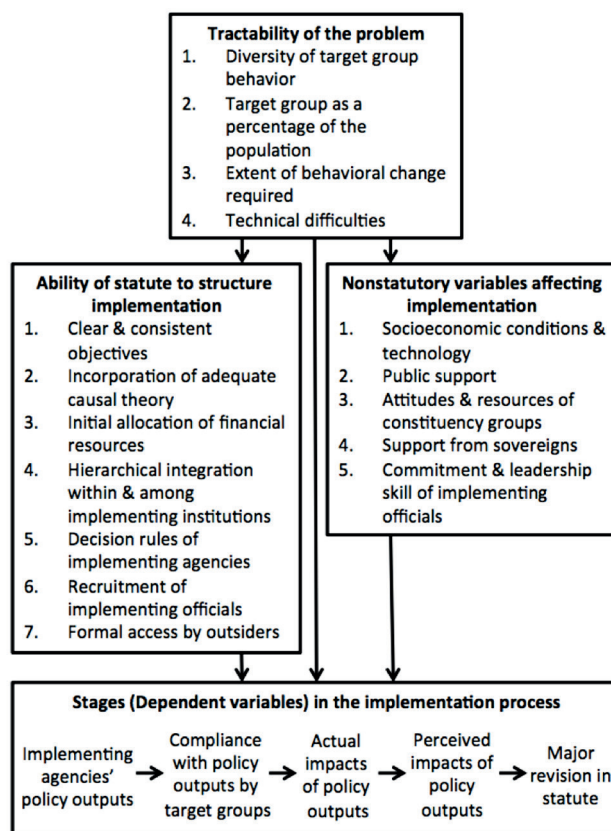 Tractability of the problem
1. Diversity of target group
behavior
2. Target group as a
percentage of the
population
3. Extent of behavioral change
required
4. Technical difficulties
Ability of statute to structure
implementation
1. Clear & consistent
objectives
2. Incorporation of adequate
causal theory
3. Initial allocation of financial
resources
4. Hierarchical integration
within & among
implementing institutions
5. Decision rules of
implementing agencies
6. Recruitment of
implementing officials
7. Formal access by outsiders
Nonstatutory variables affecting
implementation
1. Socioeconomic conditions &
technology
2. Public support
3. Attitudes & resources of
constituency groups
4. Support from sovereigns
5. Commitment & leadership
skill of implementing
officials
Stages (Dependent variables) in the implementation process
Implementing
agencies'
policy outputs
Compliance
with policy
outputs by
target groups
Actual
impacts
of policy
outputs
Perceived
impacts of
policy
outputs
Major
revision in
statute